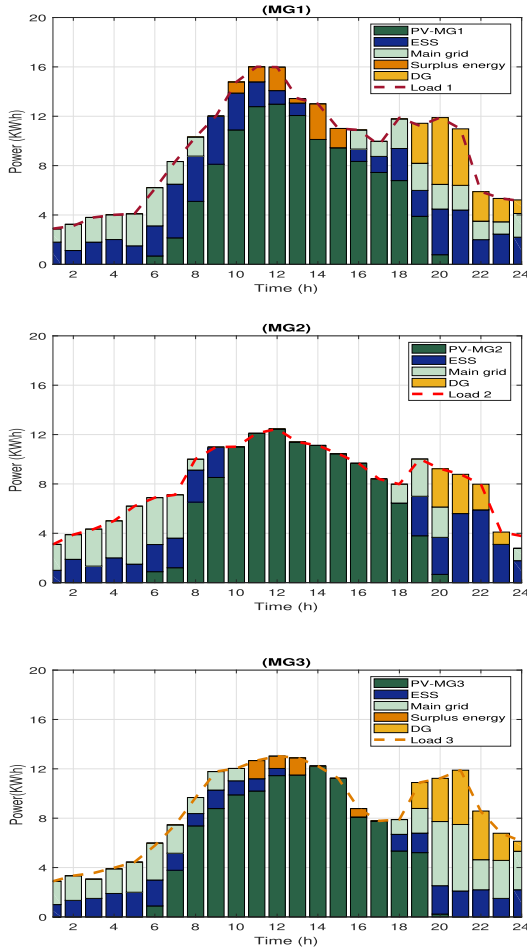 (MG1)
20
16
12
8
4
0
Power (KW/h)
PV-MG1
ESS
Main grid
Surplus energy
DG
Load 1
2 4 6 8 10 12 14 16 18 20 22 24
Time (h)
(MG2)
20
16
12
8
4
0
Power (KW/h)
PV-MG2
ESS
Main grid
DG
Load 2
2 4 6 8 10 12 14 16 18 20 22 24
Time (h)
(MG3)
20
16
12
8
4
0
Power(KW/h)
PV-MG3
ESS
Main grid
Surplus energy
DG
Load 3
2 4 6 8 10 12 14 16 18 20 22 24
Time (h)